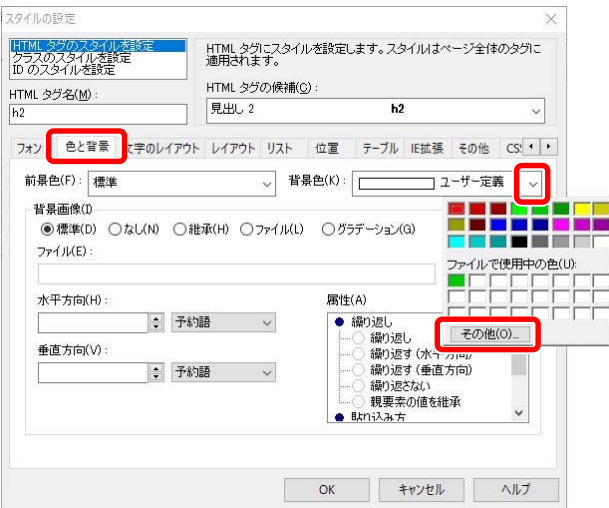 スタイルの設定
HTML タグのスタイルを設定
クラスのスタイルを設定
ID のスタイルを設定
HTML タグにスタイルを設定します。スタイルはページ全体のタグに
適用されます。
HTML タグ名(M):
h2
HTML タグの候補(C):
見出し 2 h2
フォン 色と背景 文字のレイアウト レイアウト リスト 位置 テーブル IE拡張 その他 CS
前景色(F): 標準
背景色(K): ユーザー定義
背景画像(I)
標準(D) なし(N) 継承(H) ファイル(L) グラデーション(G)
ファイル(E):
ファイルで使用中の色(U):
その他(O)...
水平方向(H):
予約語
垂直方向(V):
予約語
属性(A)
繰り返し
繰り返し
繰り返す (水平方向)
繰り返す (垂直方向)
繰り返さない
親要素の値を継承
貼り込み方
OK キャンセル ヘルプ